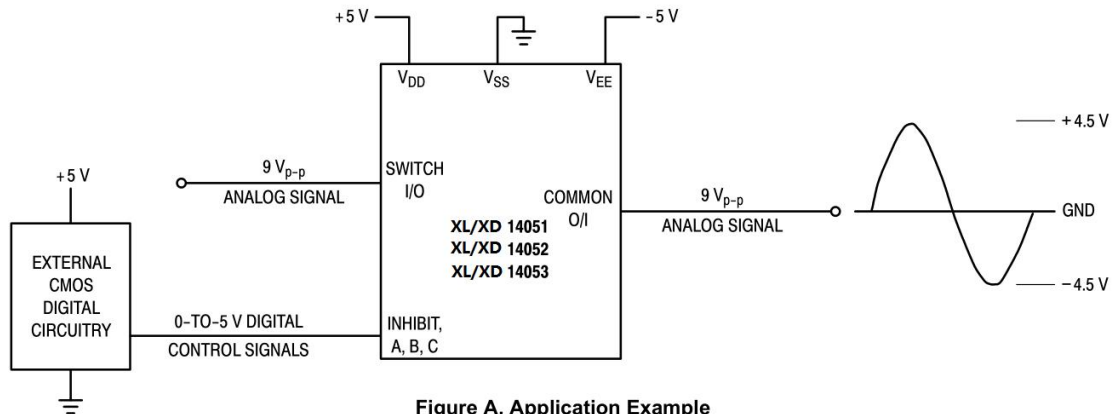 +5 V
−5 V
V_DD
V_SS
V_EE
+4.5 V
+5 V
9 V_p–p
SWITCH
I/O
ANALOG SIGNAL
COMMON
O/I
9 V_p–p
ANALOG SIGNAL
GND
XL/XD 14051
XL/XD 14052
XL/XD 14053
EXTERNAL
CMOS
DIGITAL
CIRCUITRY
−4.5 V
0–TO–5 V DIGITAL
CONTROL SIGNALS
INHIBIT,
A, B, C
Figure A. Application Example